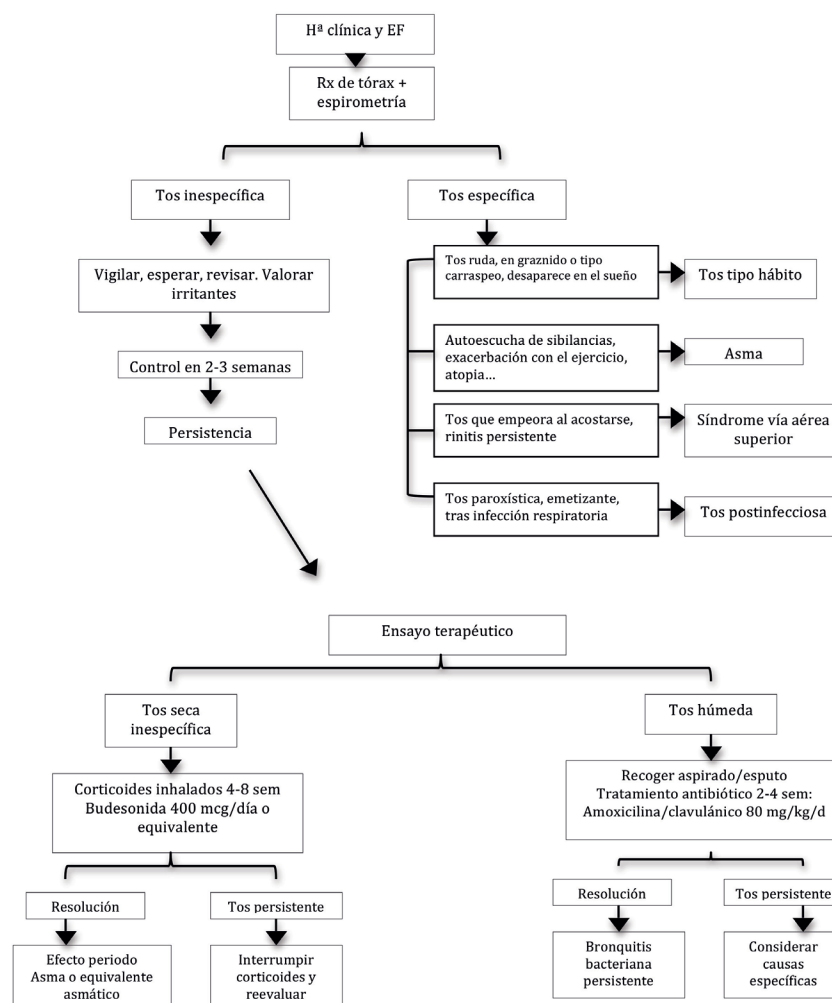 Hª clínica y EF
Rx de tórax +
espirometría
Tos inespecífica
Tos específica
Vigilar, esperar, revisar. Valorar
irritantes
Control en 2-3 semanas
Persistencia
Tos ruda, en graznido o tipo
carraspeo, desaparece en el sueño
Tos tipo hábito
Autoescucha de sibilancias,
exacerbación con el ejercicio,
atopia...
Asma
Tos que empeora al acostarse,
rinitis persistente
Síndrome vía aérea
superior
Tos paroxística, emetizante,
tras infección respiratoria
Tos postinfecciosa
Ensayo terapéutico
Tos seca
inespecífica
Corticoides inhalados 4-8 sem
Budesonida 400 mcg/día o
equivalente
Resolución
Efecto periodo
Asma o equivalente
asmático
Tos persistente
Interrumpir
corticoides y
reevaluar
Tos húmeda
Recoger aspirado/esputo
Tratamiento antibiótico 2-4 sem:
Amoxicilina/clavulánico 80 mg/kg/d
Resolución
Bronquitis
bacteriana
persistente
Tos persistente
Considerar
causas
específicas